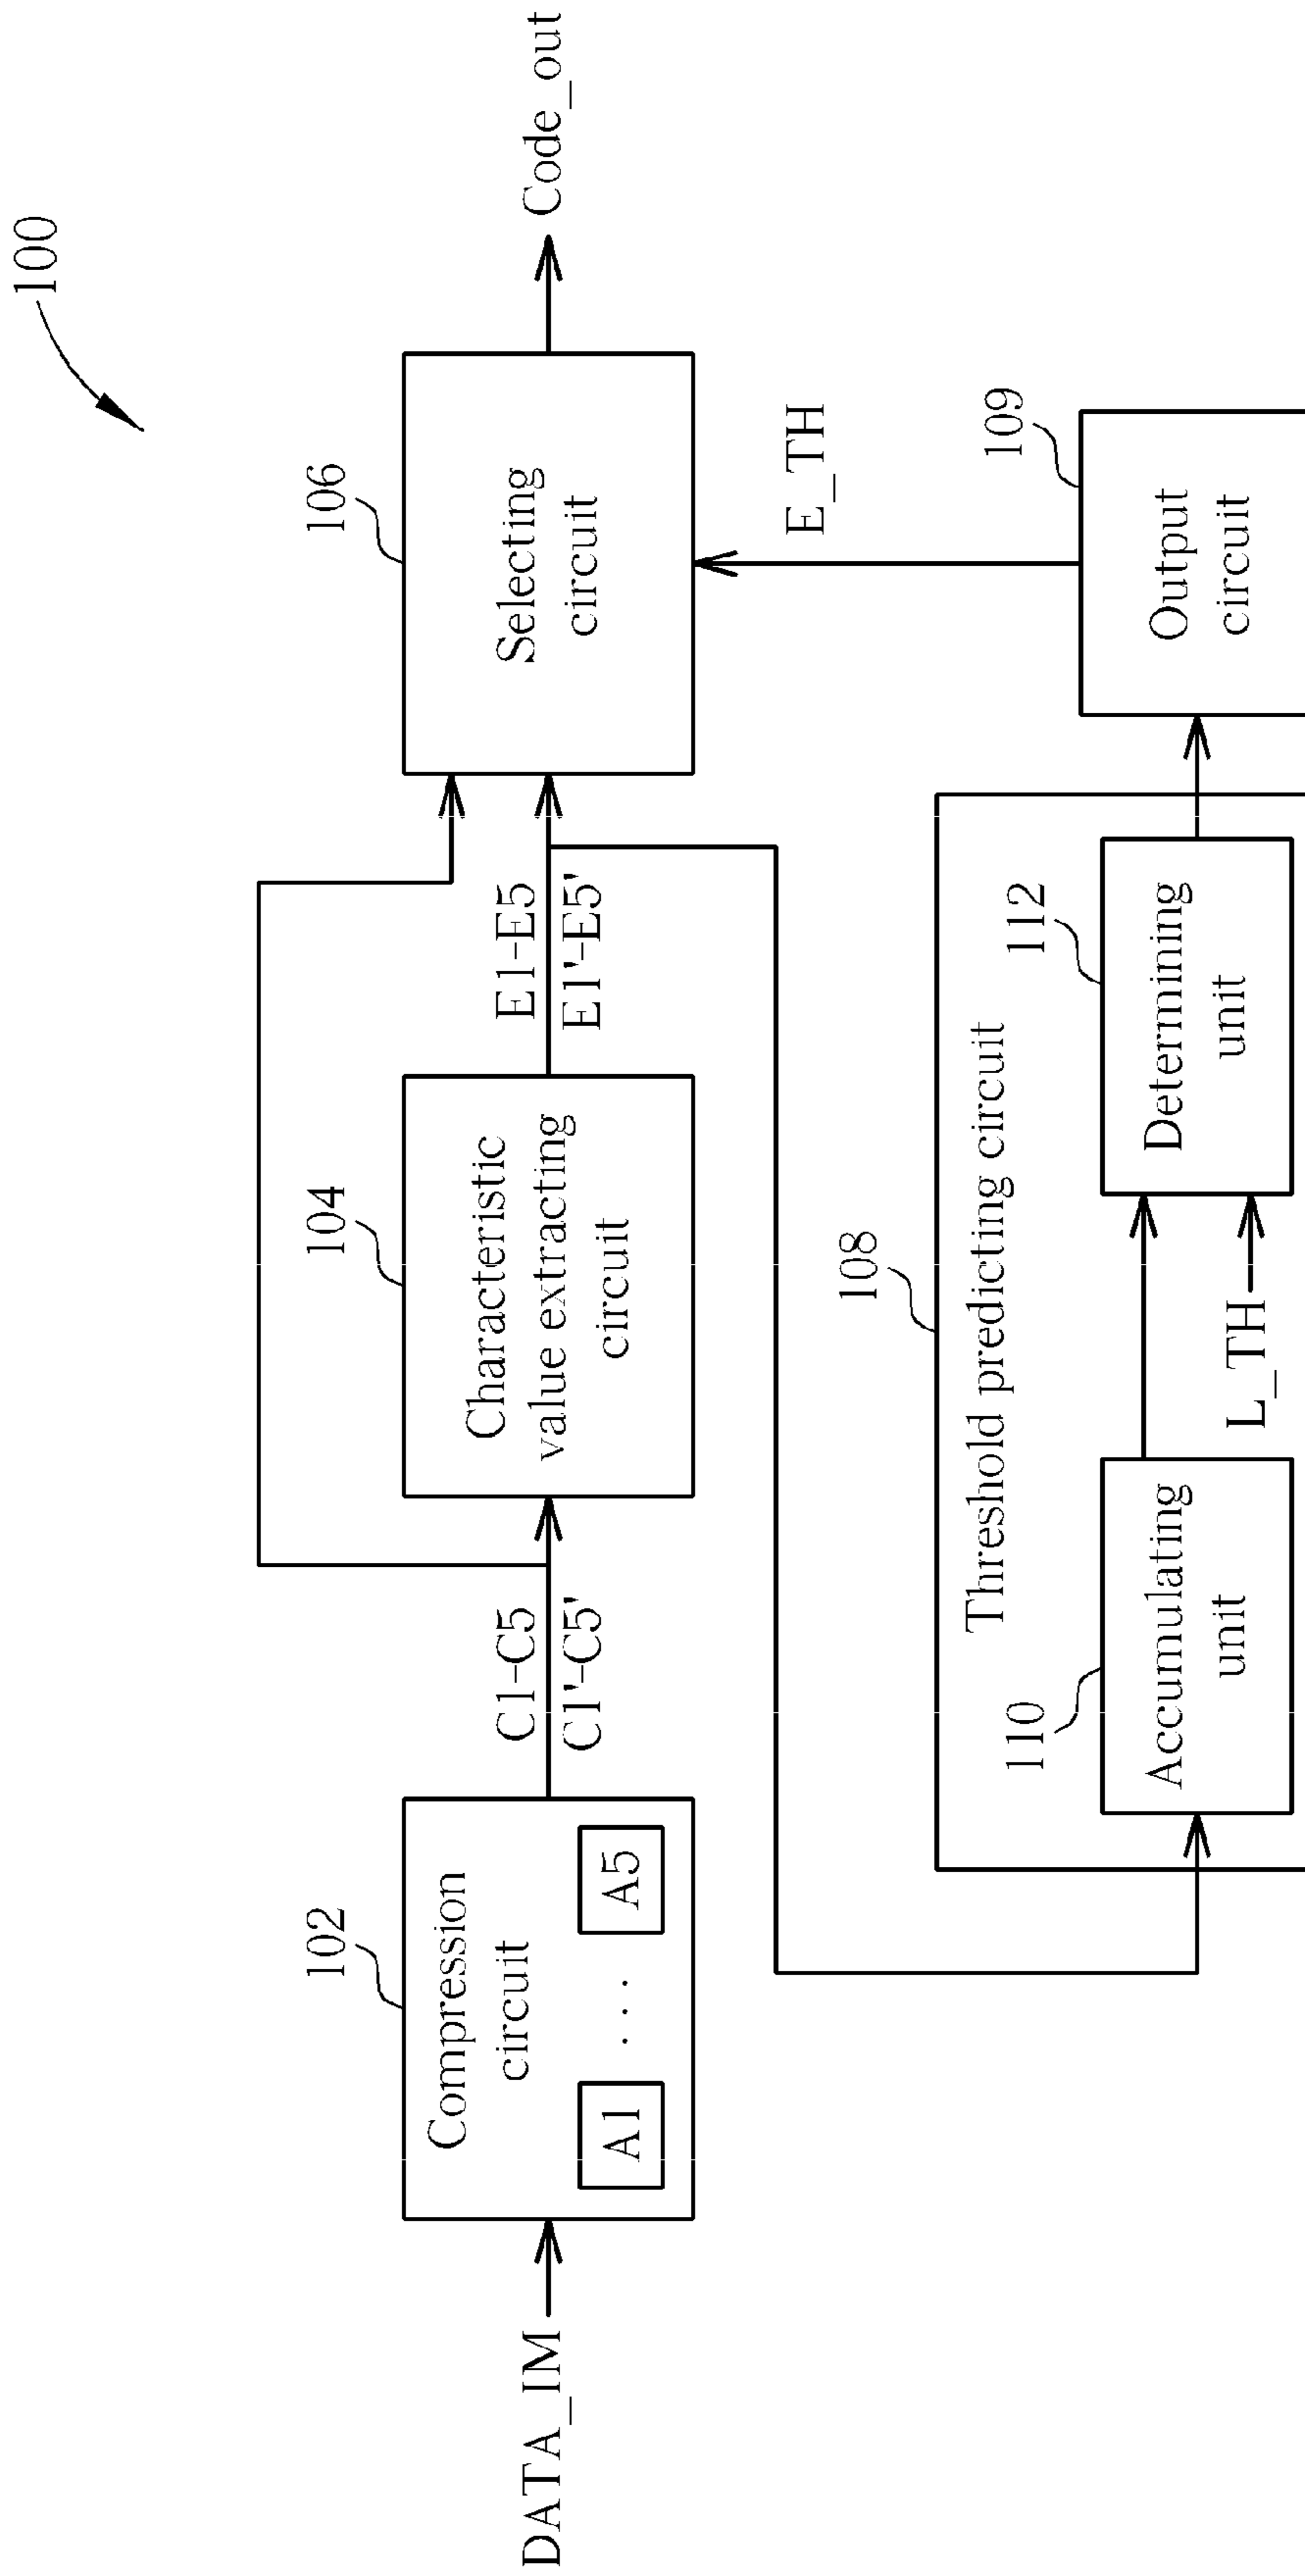 100
102
Compression
circuit
A1 ... A5
DATA_IM
C1-C5
C1'-C5'
104
Characteristic
value extracting
circuit
E1-E5
E1'-E5'
106
Selecting
circuit
Code_out
E_TH
108
Threshold predicting circuit
110
Accumulating
unit
L_TH
112
Determining
unit
109
Output
circuit